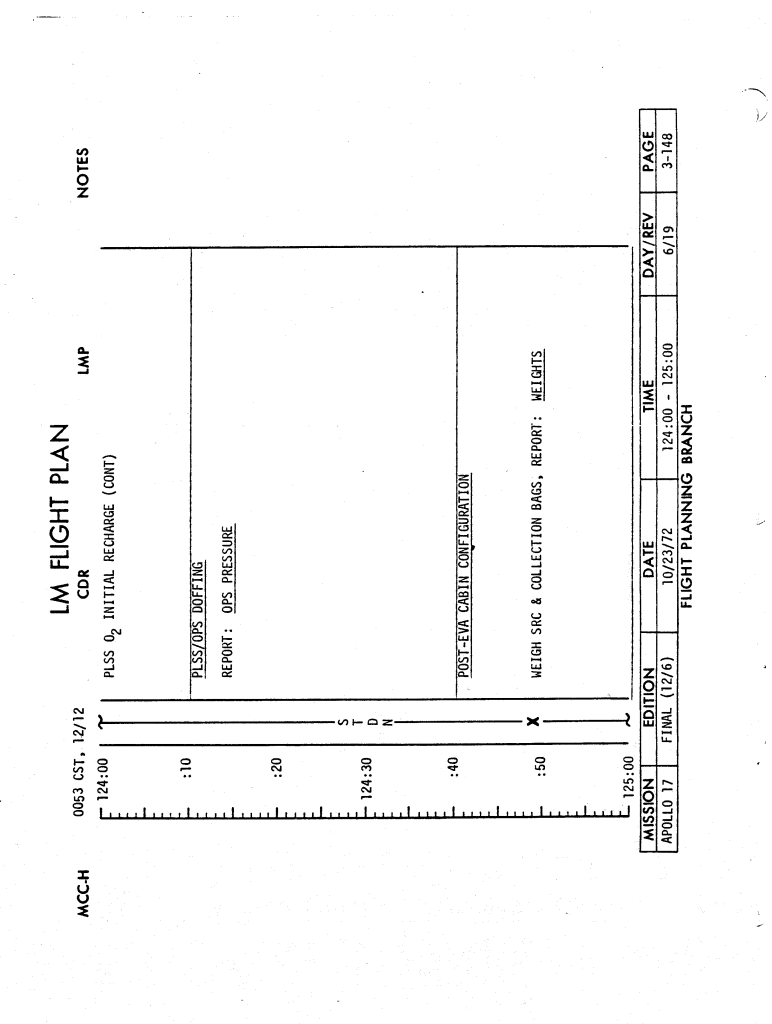 LM FLIGHT PLAN
MCC-H 0053 CST, 12/12 CDR LMP NOTES
124:00 PLSS O2 INITIAL RECHARGE (CONT)
:10 PLSS/OPS DOFFING
REPORT: OPS PRESSURE
:20
124:30 STDN
:40 POST-EVA CABIN CONFIGURATION
:50 X WEIGH SRC & COLLECTION BAGS, REPORT: WEIGHTS
125:00
MISSION EDITION DATE TIME DAY/REV PAGE
APOLLO 17 FINAL (12/6) 10/23/72 124:00 - 125:00 6/19 3-148
FLIGHT PLANNING BRANCH